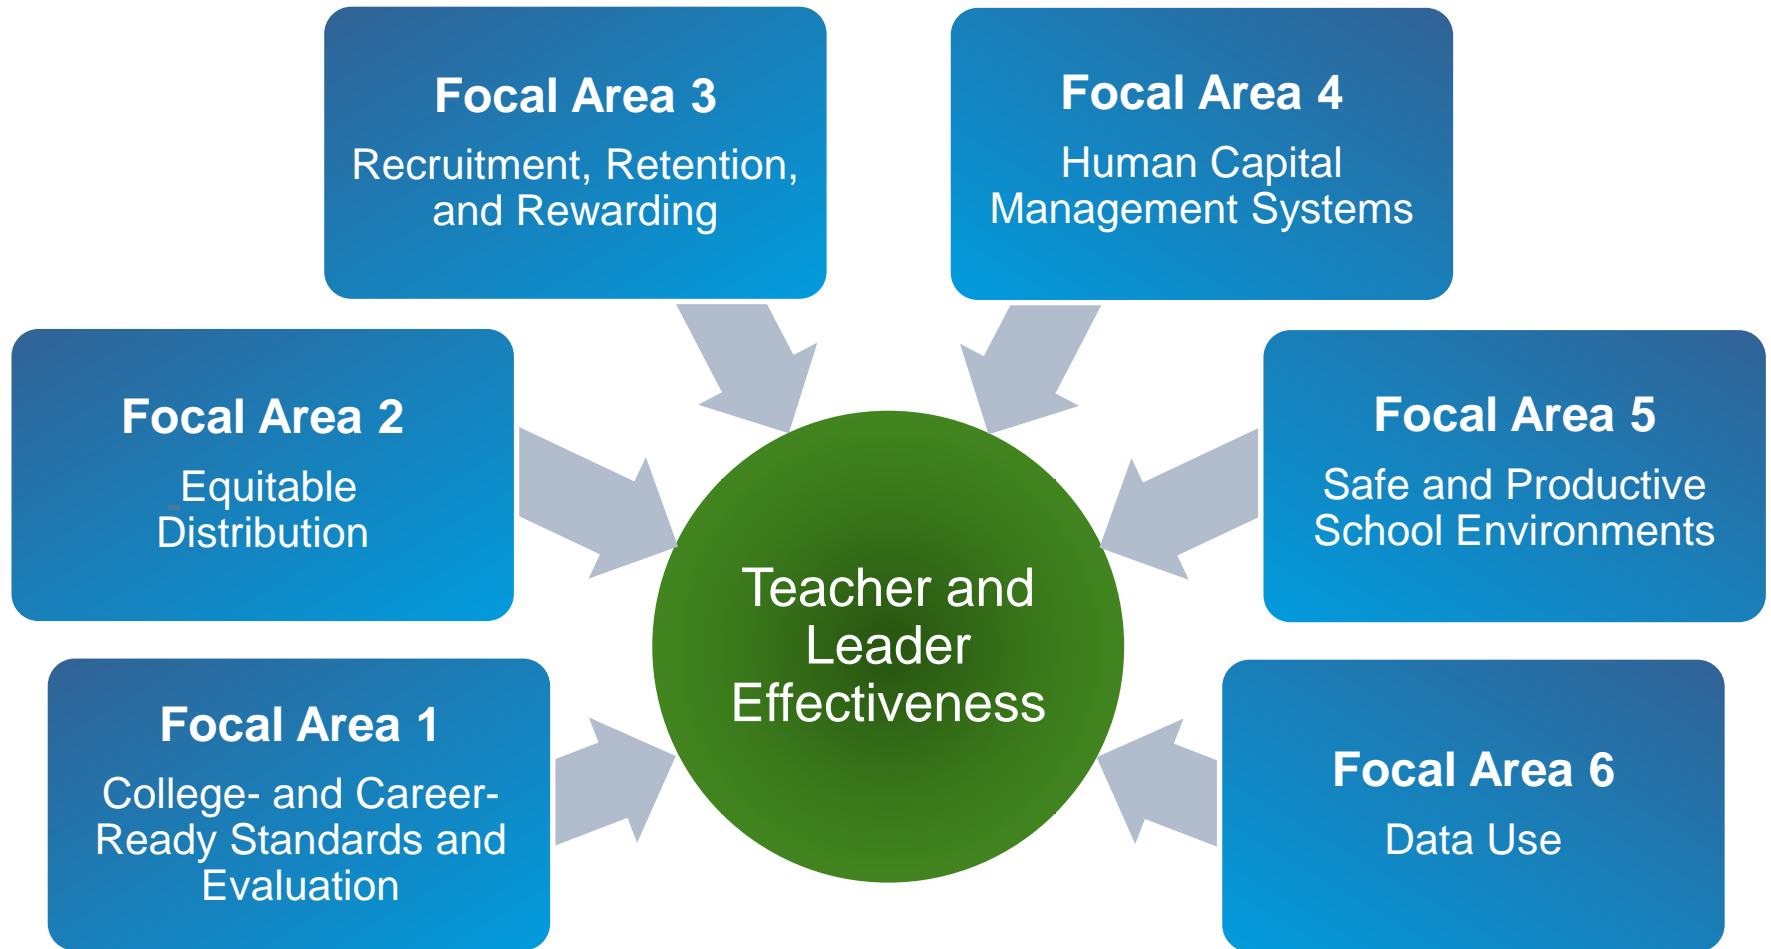 Focal Area 3
Recruitment, Retention,
and Rewarding
Focal Area 4
Human Capital
Management Systems
Focal Area 2
Equitable
Distribution
Focal Area 5
Safe and Productive
School Environments
Teacher and
Leader
Effectiveness
Focal Area 1
College- and Career-
Ready Standards and
Evaluation
Focal Area 6
Data Use